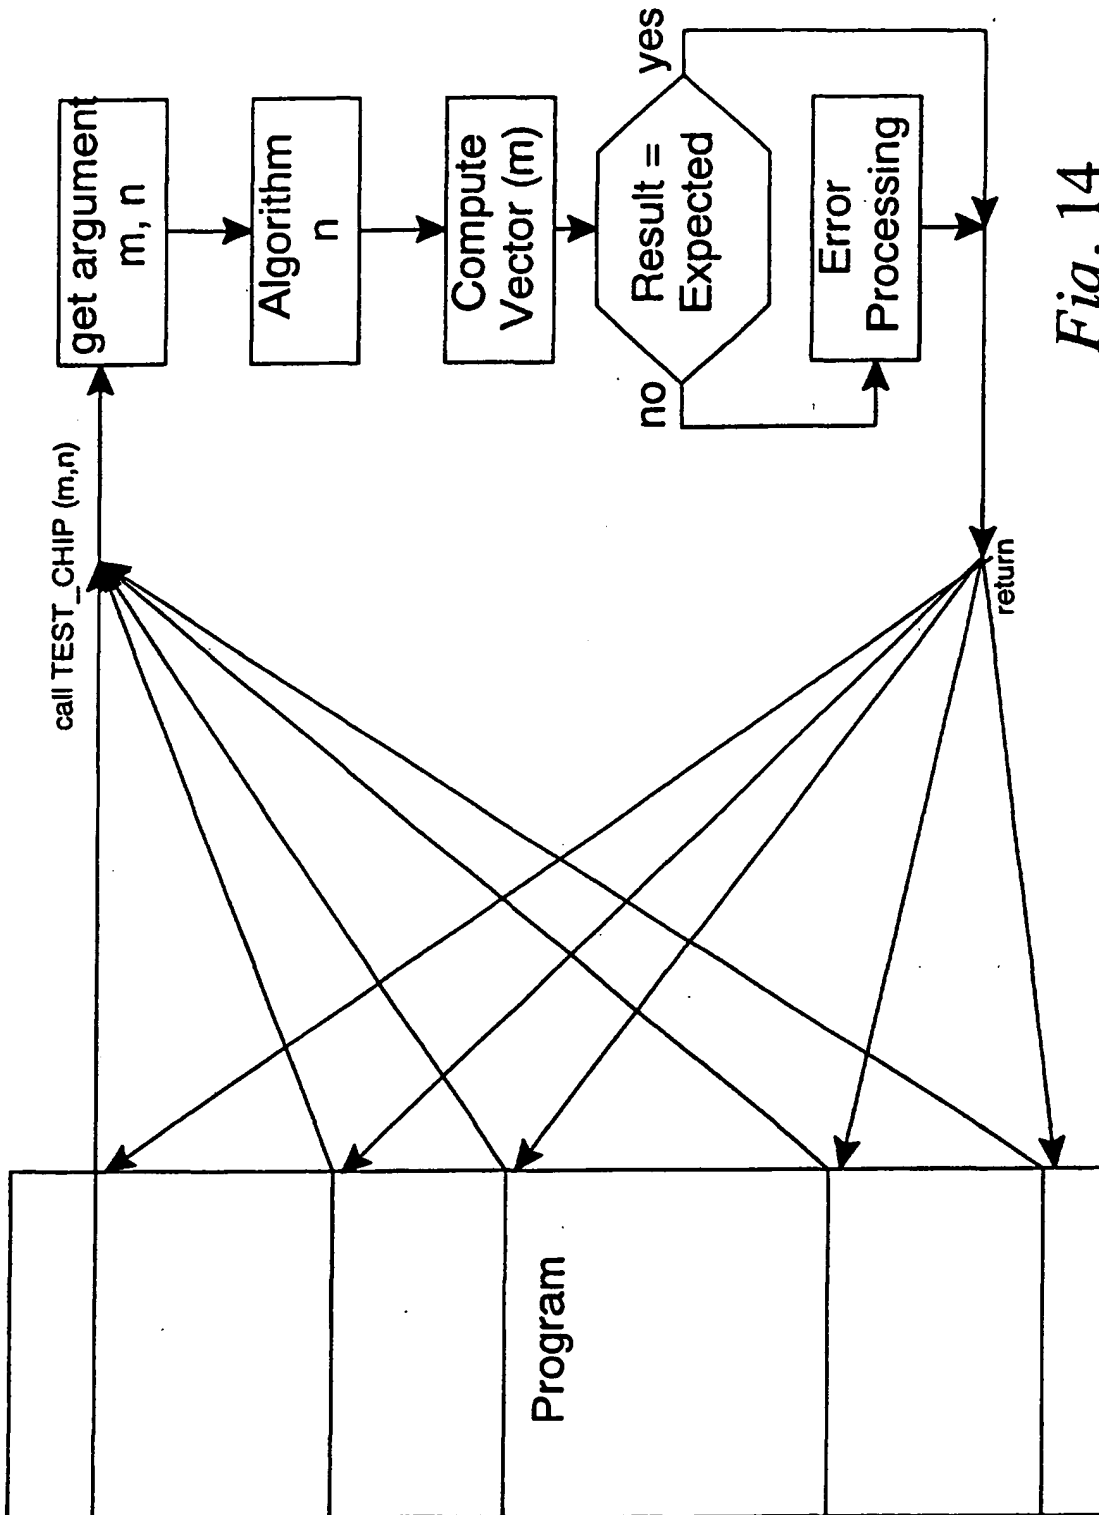 call TEST_CHIP (m,n)
get argument
m, n
Algorithm
n
Compute
Vector (m)
Result =
Expected
yes
no
Error
Processing
return
Program
Fig. 14